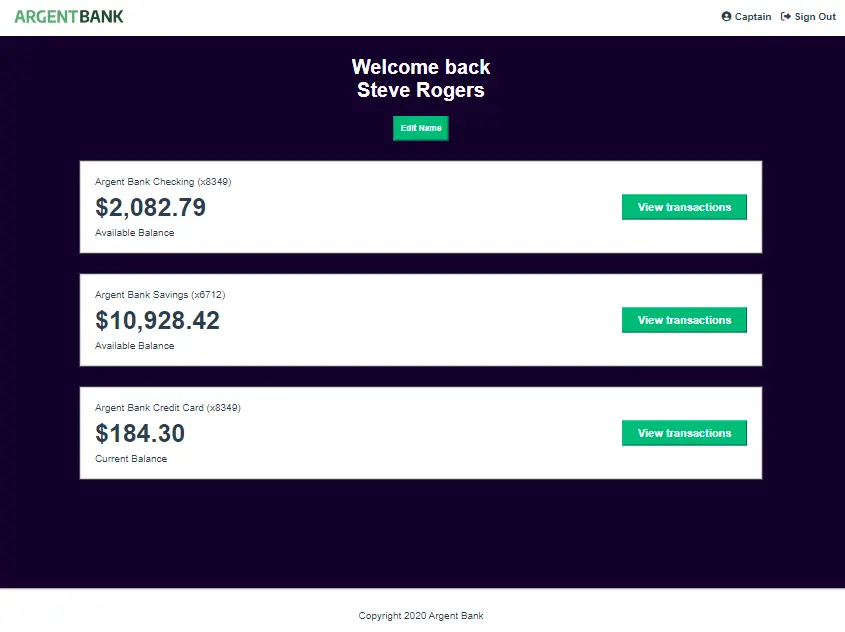 ARGENTBANK
Captain Sign Out
Welcome back
Steve Rogers
Edit Name
Argent Bank Checking (x8349)
$2,082.79
Available Balance
View transactions
Argent Bank Savings (x6712)
$10,928.42
Available Balance
View transactions
Argent Bank Credit Card (x8349)
$184.30
Current Balance
View transactions
Copyright 2020 Argent Bank